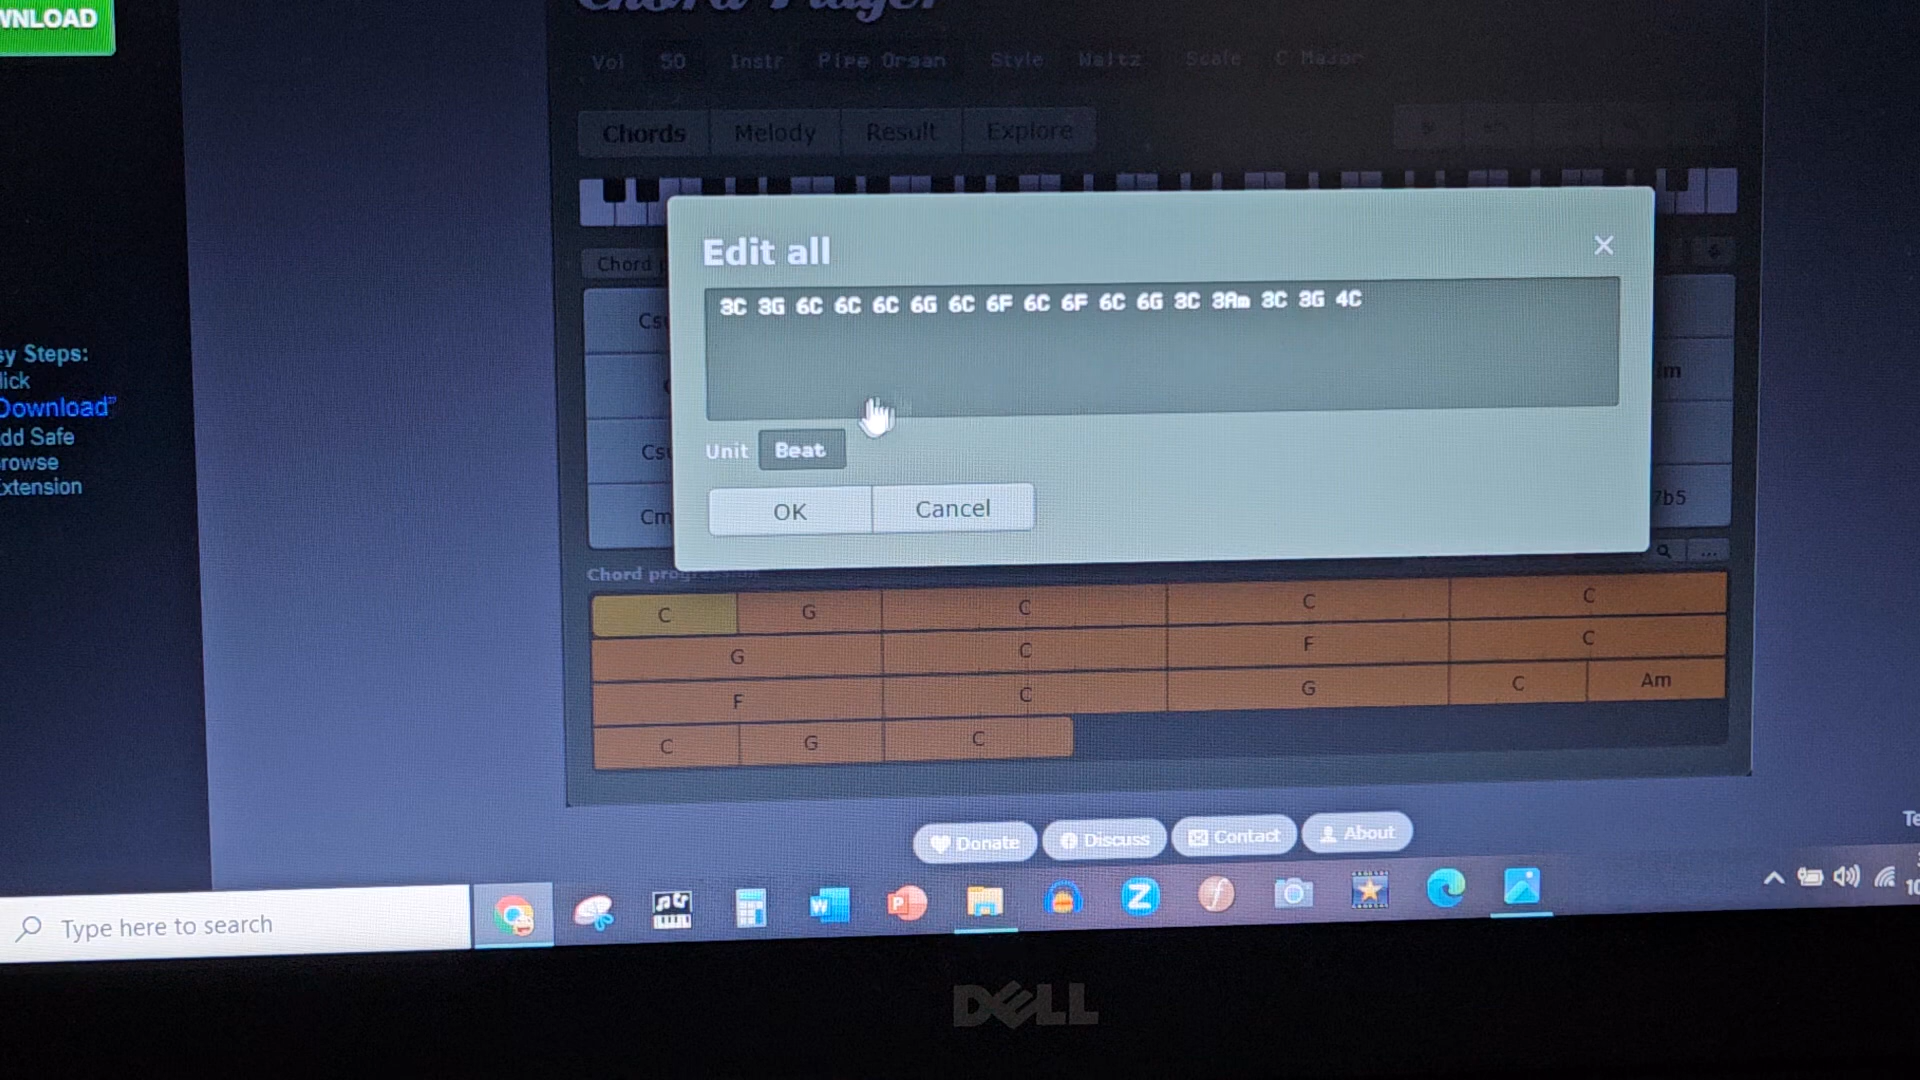 WNLOAD
Chord Player
Vol 50 Instr Pipe Organ Style Waltz Scale C Major
Chords Melody Result Explore
Edit all
3C 3G 6C 6C 6C 6G 6C 6F 6C 6F 6C 6G 3C 3Am 3C 3G 4C
Unit Beat
OK Cancel
Chord
Cm
7b5
Chord
C G C C C
G C F C
F C G C Am
C G C
Donate Discuss Contact About
sy Steps:
lick
Download”
dd Safe
rowse
Extension
Type here to search
DELL